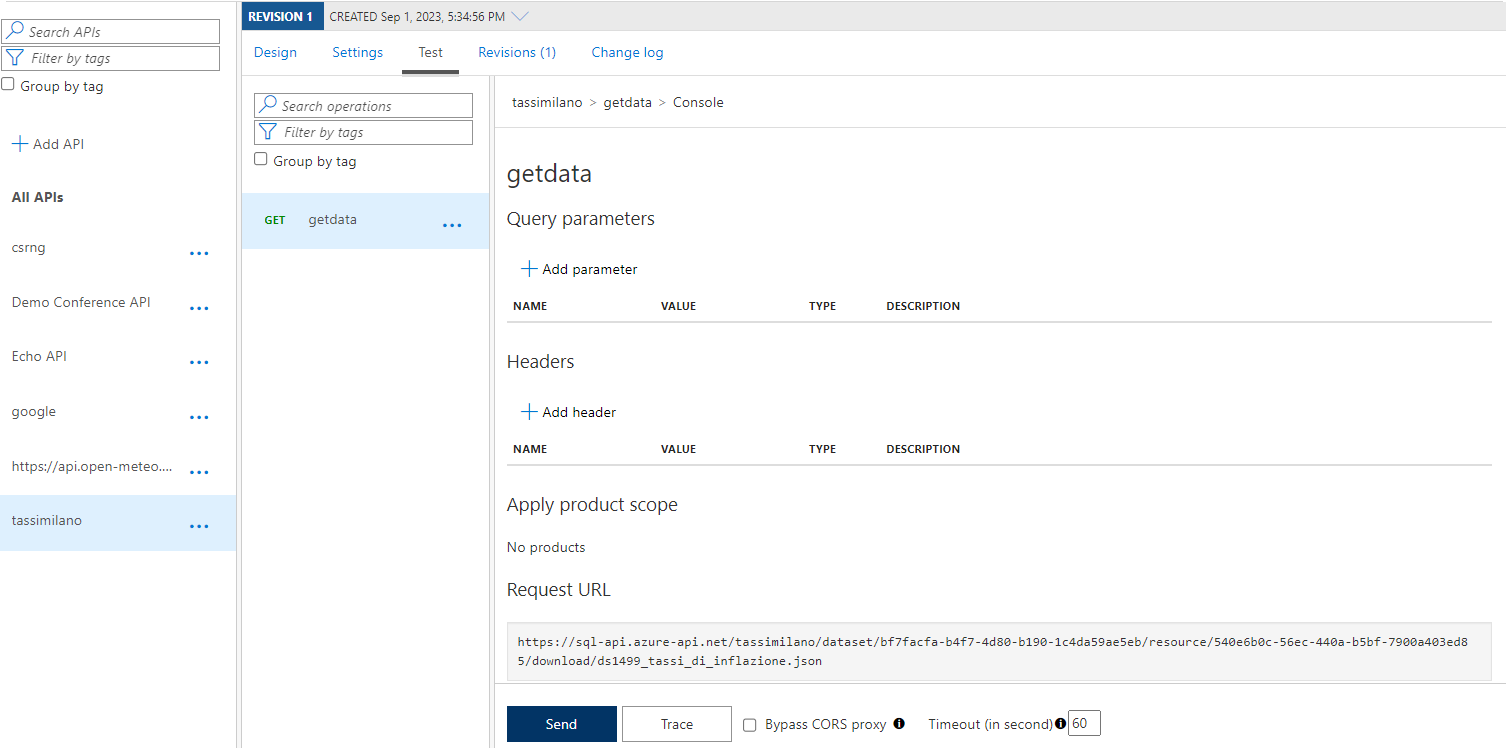 Search APIs
Filter by tags
Group by tag
Add API
All APIs
csrng
Demo Conference API
Echo API
google
https://api.open-meteo....
tassimilano
REVISION 1 CREATED Sep 1, 2023, 5:34:56 PM
Design Settings Test Revisions (1) Change log
Search operations
Filter by tags
Group by tag
GET getdata
tassimilano > getdata > Console
getdata
Query parameters
Add parameter
NAME VALUE TYPE DESCRIPTION
Headers
Add header
NAME VALUE TYPE DESCRIPTION
Apply product scope
No products
Request URL
https://sql-api.azure-api.net/tassimilano/dataset/bf7facfa-b4f7-4d80-b190-1c4da59ae5eb/resource/540e6b0c-56ec-440a-b5bf-7900a403ed8
5/download/ds1499_tassi_di_inflazione.json
Send Trace Bypass CORS proxy Timeout (in second) 60